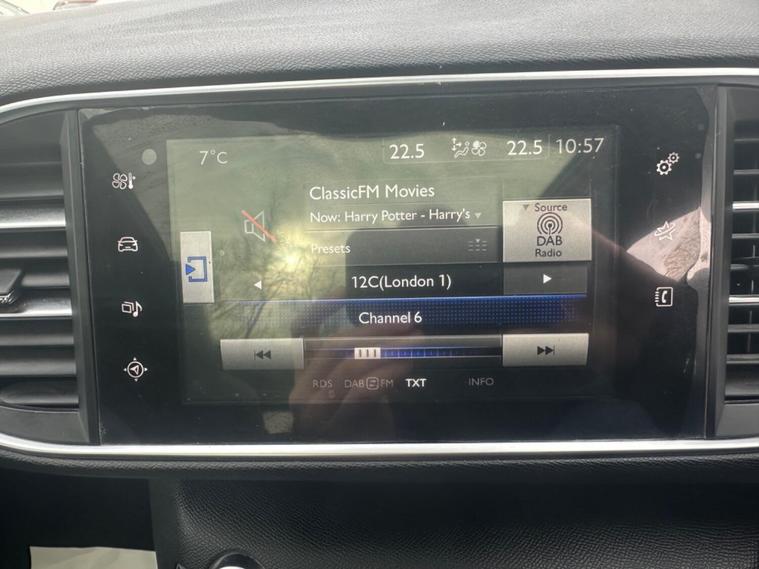 7°C
22.5
22.5
10:57
ClassicFM Movies
Now: Harry Potter - Harry's
Source
DAB
Radio
Presets
12C(London 1)
Channel 6
RDS
DAB FM
TXT
INFO